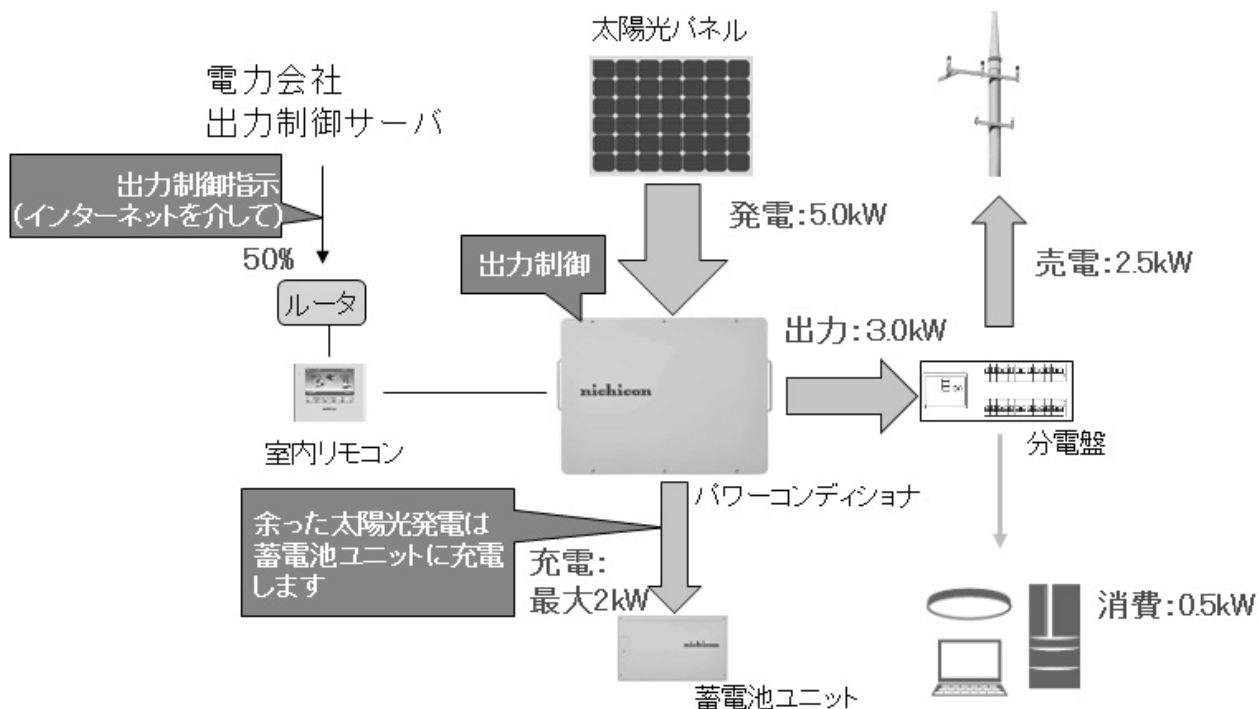 太陽光パネル
電力会社
出力制御サーバ
出力制御指示
(インターネットを介して)
50%
ルータ
室内リモコン
発電:5.0kW
出力制御
nichicon
パワーコンディショナ
出力:3.0kW
売電:2.5kW
分電盤
余った太陽光発電は
蓄電池ユニットに充電
します
充電:
最大2kW
nichicon
蓄電池ユニット
消費:0.5kW